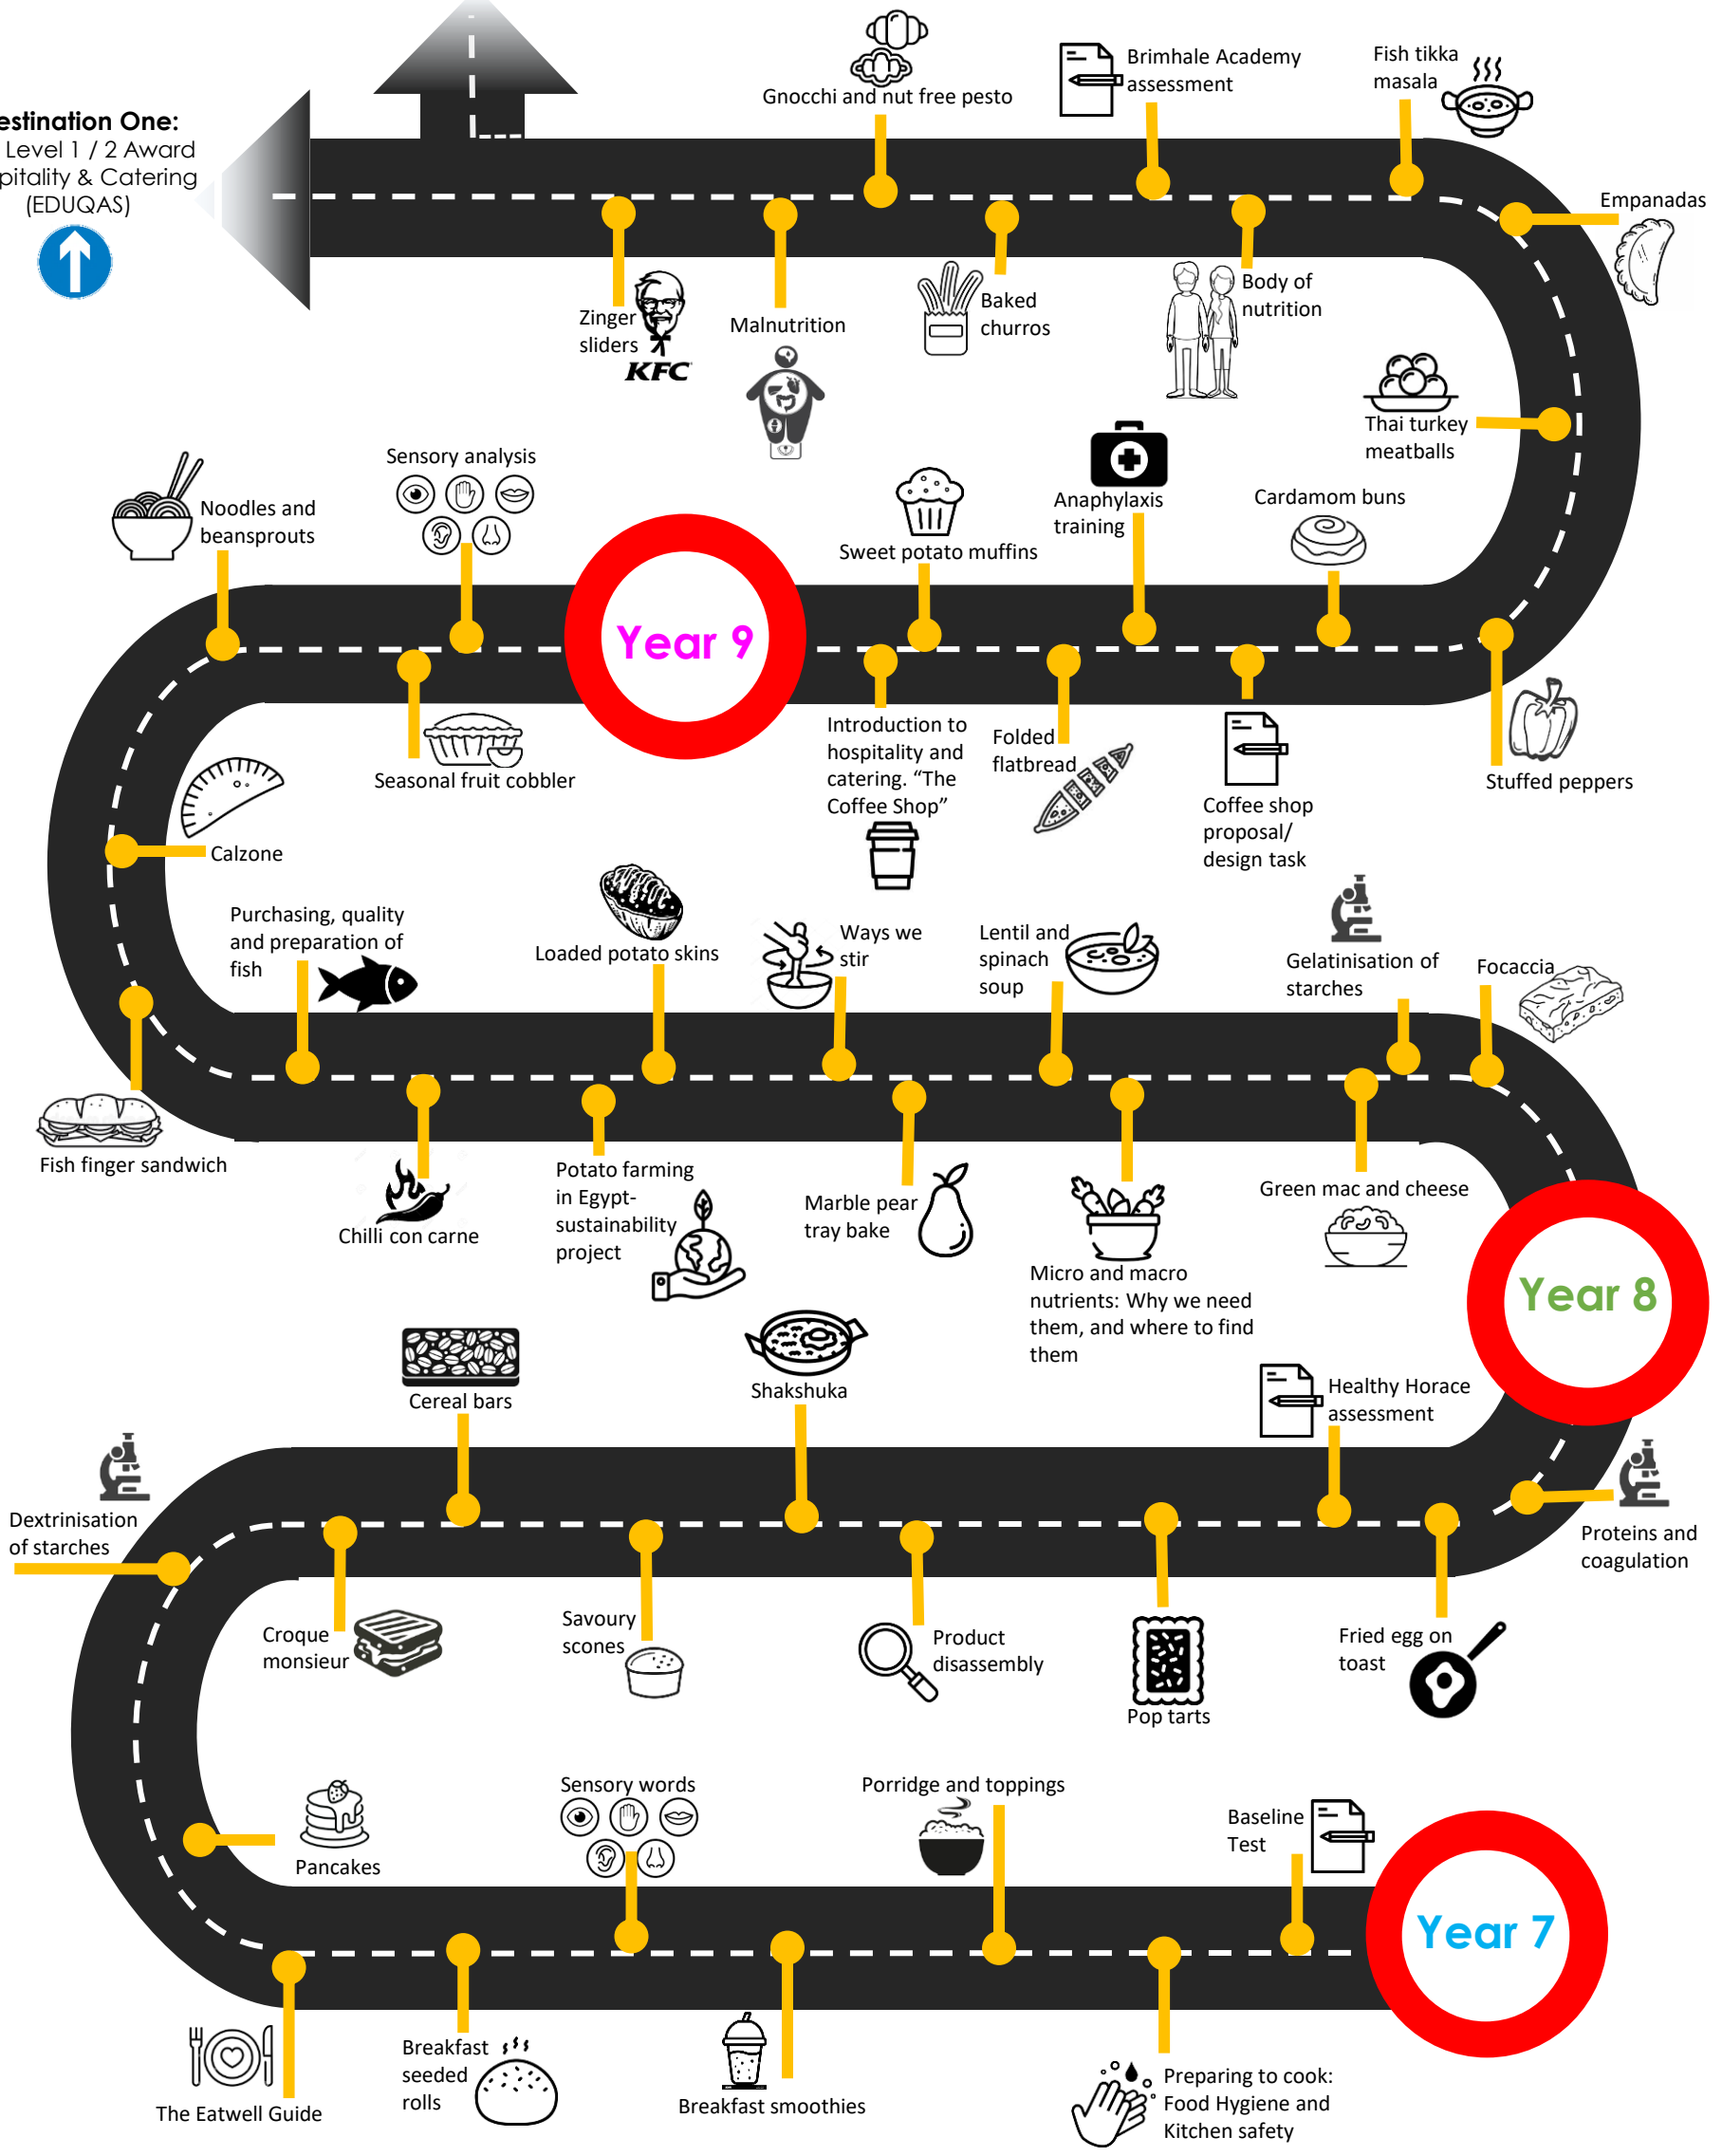 Gnocchi and nut free pesto
Brimhale Academy
assessment
Fish tikka
masala
Destination One:
Level 1 / 2 Award
Hospitality & Catering
(EDUQAS)
Empanadas
Zinger
sliders
KFC
Malnutrition
Baked
churros
Body of
nutrition
Thai turkey
meatballs
Noodles and
beansprouts
Sensory analysis
Sweet potato muffins
Anaphylaxis
training
Cardamom buns
Year 9
Seasonal fruit cobbler
Introduction to
hospitality and
catering. “The
Coffee Shop”
Folded
flatbread
Coffee shop
proposal/
design task
Stuffed peppers
Calzone
Purchasing, quality
and preparation of
fish
Loaded potato skins
Ways we
stir
Lentil and
spinach
soup
Gelatinisation of
starches
Focaccia
Fish finger sandwich
Chilli con carne
Potato farming
in Egypt-
sustainability
project
Marble pear
tray bake
Micro and macro
nutrients: Why we need
them, and where to find
them
Green mac and cheese
Year 8
Cereal bars
Shakshuka
Healthy Horace
assessment
Dextrinisation
of starches
Proteins and
coagulation
Croque
monsieur
Savoury
scones
Product
disassembly
Pop tarts
Fried egg on
toast
Pancakes
Sensory words
Porridge and toppings
Baseline
Test
Year 7
The Eatwell Guide
Breakfast
seeded
rolls
Breakfast smoothies
Preparing to cook:
Food Hygiene and
Kitchen safety